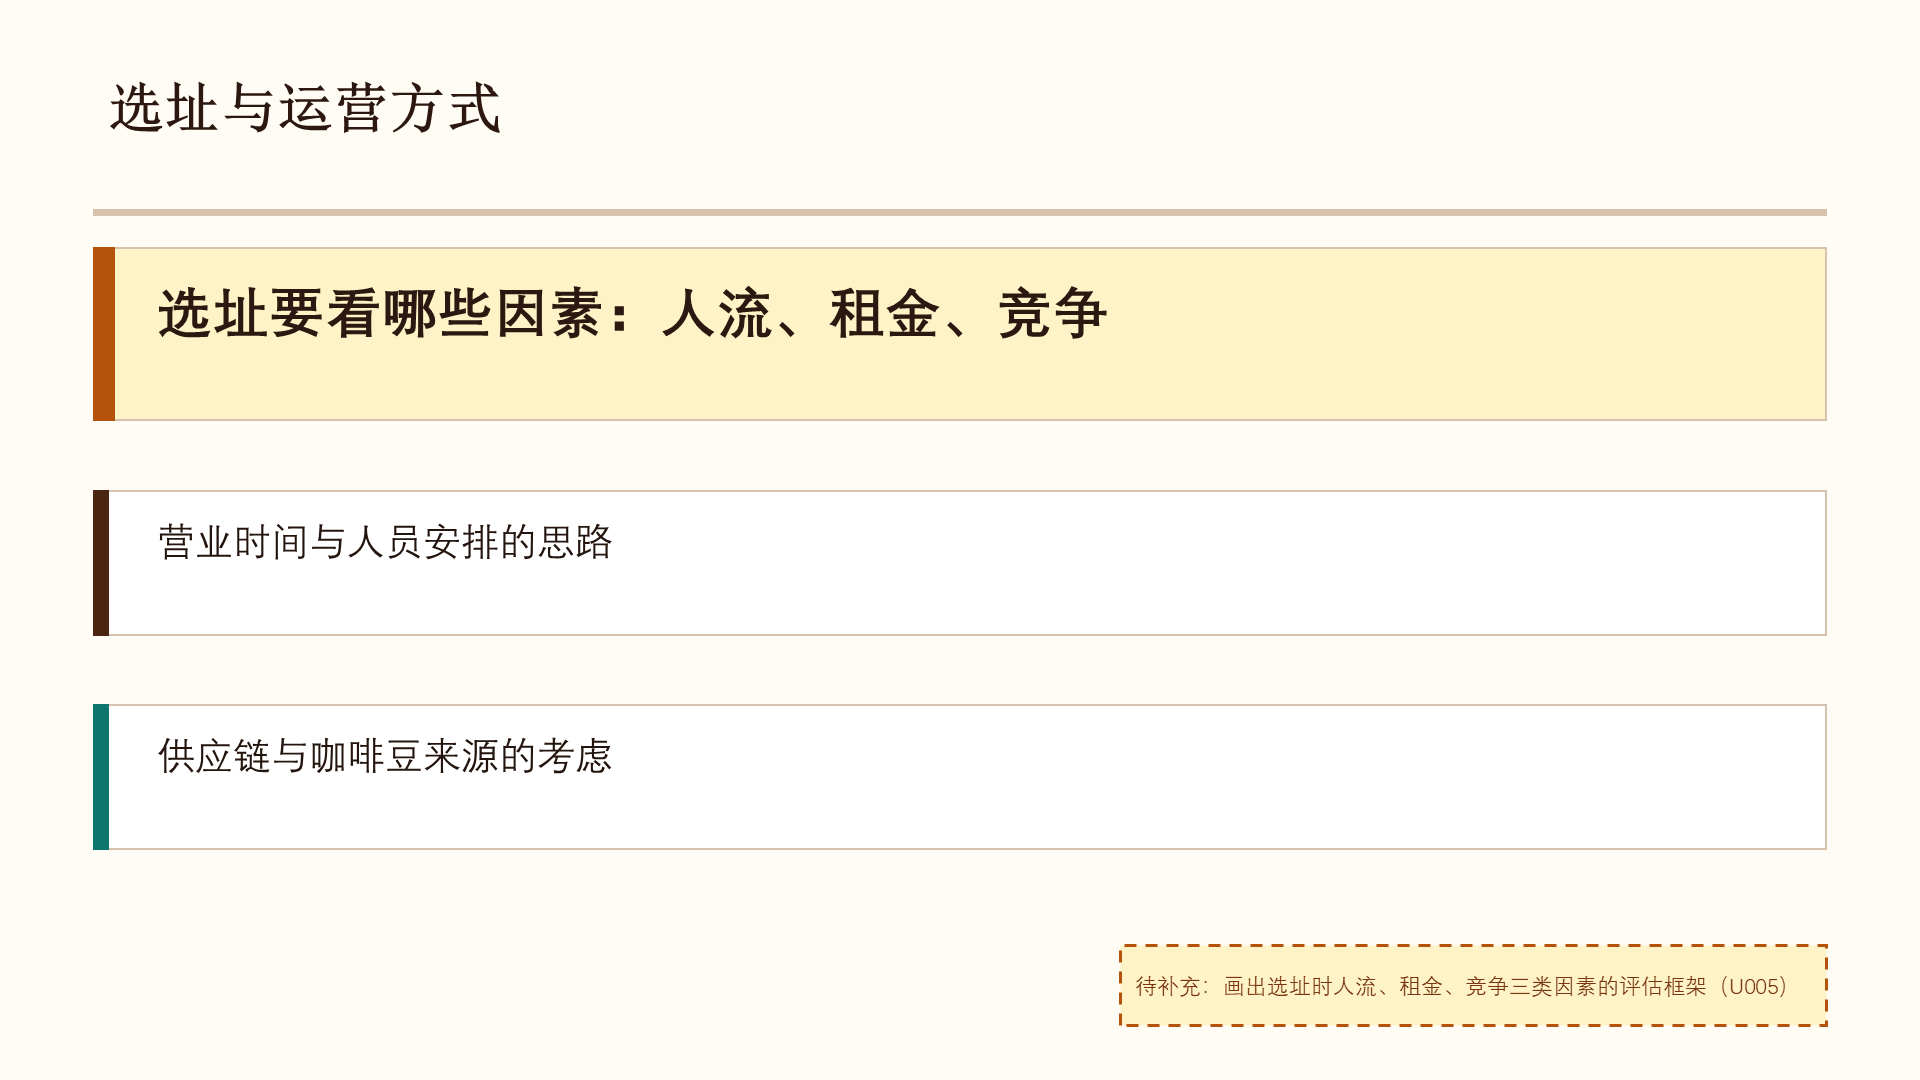 选址与运营方式
选址要看哪些因素：人流、租金、竞争
营业时间与人员安排的思路
供应链与咖啡豆来源的考虑
待补充：画出选址时人流、租金、竞争三类因素的评估框架（U005）